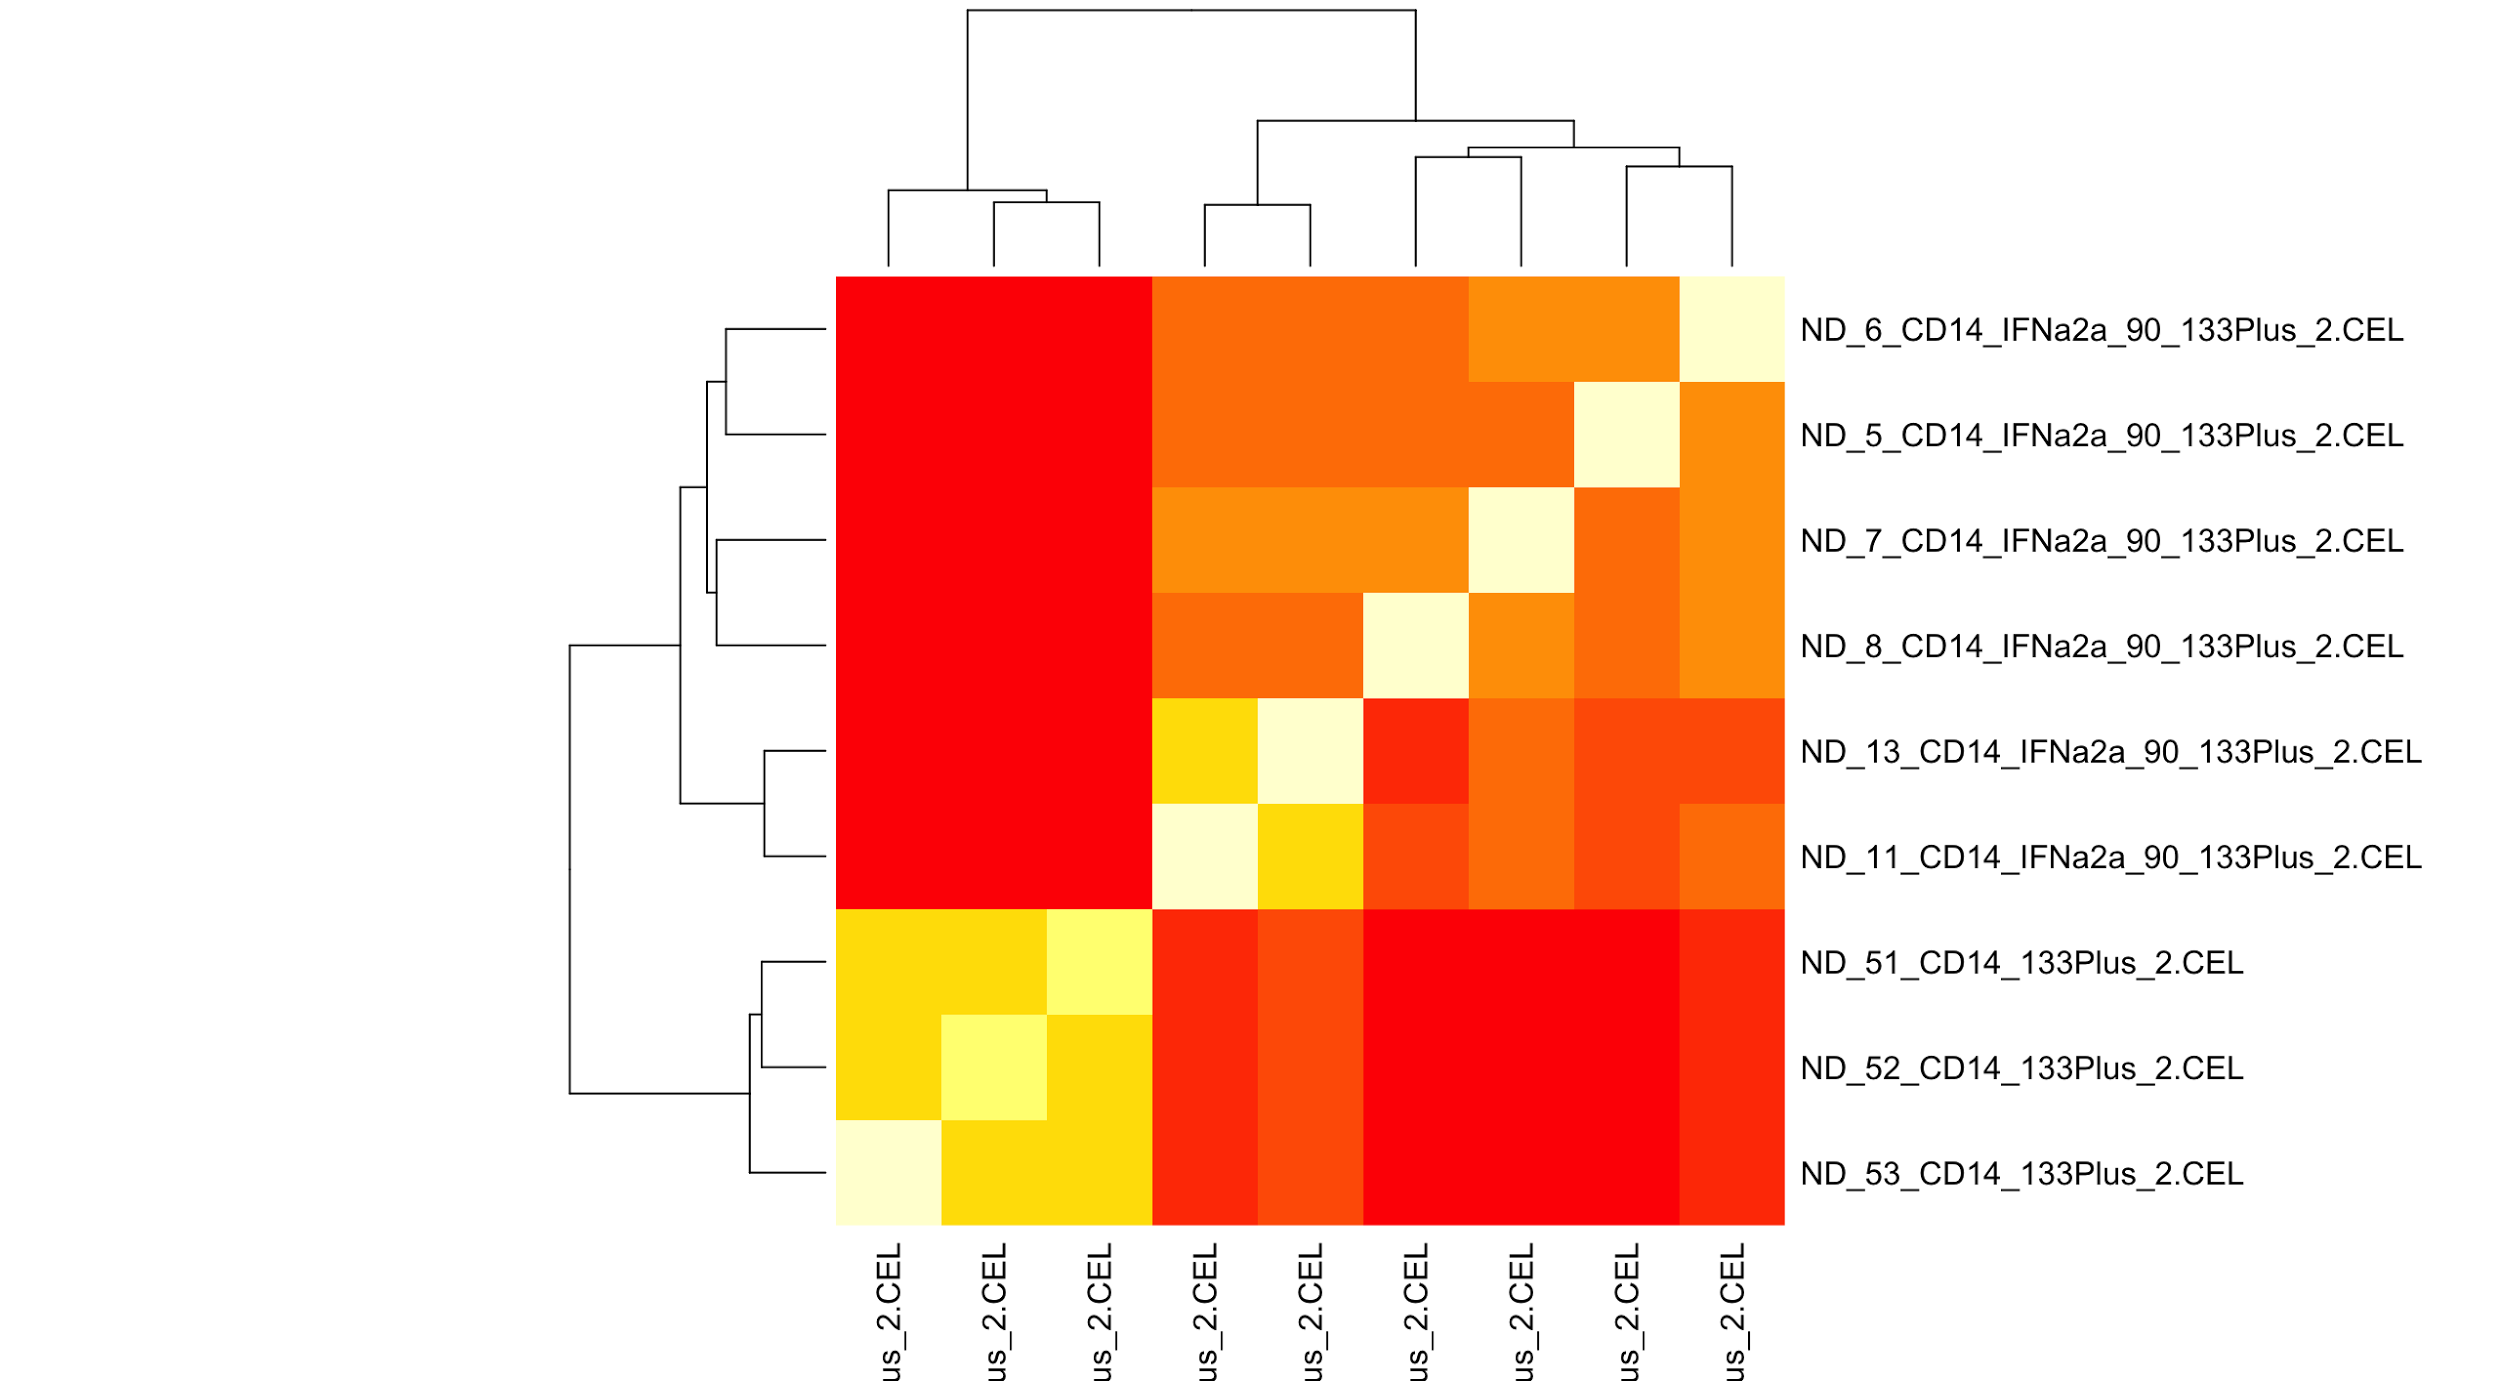 ND_6_CD14_IFNa2a_90_133Plus_2.CEL
ND_5_CD14_IFNa2a_90_133Plus_2.CEL
ND_7_CD14_IFNa2a_90_133Plus_2.CEL
ND_8_CD14_IFNa2a_90_133Plus_2.CEL
ND_13_CD14_IFNa2a_90_133Plus_2.CEL
ND_11_CD14_IFNa2a_90_133Plus_2.CEL
ND_51_CD14_133Plus_2.CEL
ND_52_CD14_133Plus_2.CEL
ND_53_CD14_133Plus_2.CEL
us_2.CEL
us_2.CEL
us_2.CEL
us_2.CEL
us_2.CEL
us_2.CEL
us_2.CEL
us_2.CEL
us_2.CEL